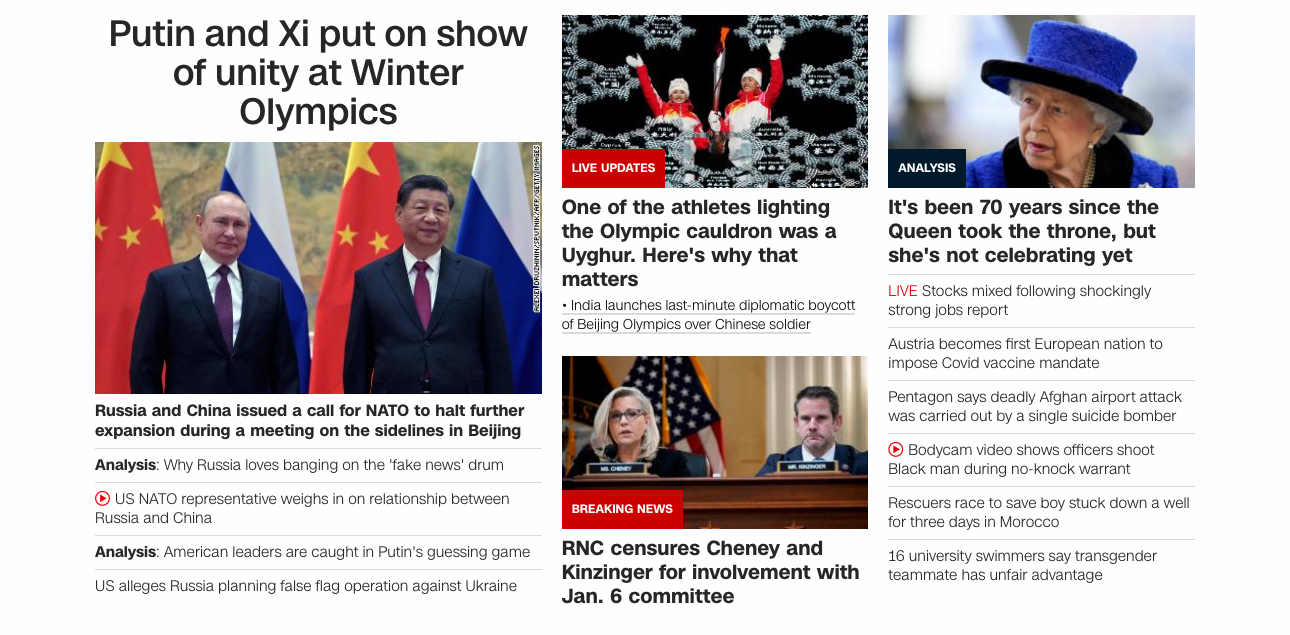 Putin and Xi put on show
of unity at Winter
Olympics
ALEXEI DRUZHININ/SPUTNIK/AFP/GETTY IMAGES
Russia and China issued a call for NATO to halt further
expansion during a meeting on the sidelines in Beijing
Analysis: Why Russia loves banging on the 'fake news' drum
US NATO representative weighs in on relationship between
Russia and China
Analysis: American leaders are caught in Putin's guessing game
US alleges Russia planning false flag operation against Ukraine
Italy
Australia
Cyprus
Mongolia
Georgia
LIVE UPDATES
One of the athletes lighting
the Olympic cauldron was a
Uyghur. Here's why that
matters
• India launches last-minute diplomatic boycott
of Beijing Olympics over Chinese soldier
MS. CHENEY
MR. KINZINGER
BREAKING NEWS
RNC censures Cheney and
Kinzinger for involvement with
Jan. 6 committee
ANALYSIS
It's been 70 years since the
Queen took the throne, but
she's not celebrating yet
LIVE Stocks mixed following shockingly
strong jobs report
Austria becomes first European nation to
impose Covid vaccine mandate
Pentagon says deadly Afghan airport attack
was carried out by a single suicide bomber
Bodycam video shows officers shoot
Black man during no-knock warrant
Rescuers race to save boy stuck down a well
for three days in Morocco
16 university swimmers say transgender
teammate has unfair advantage